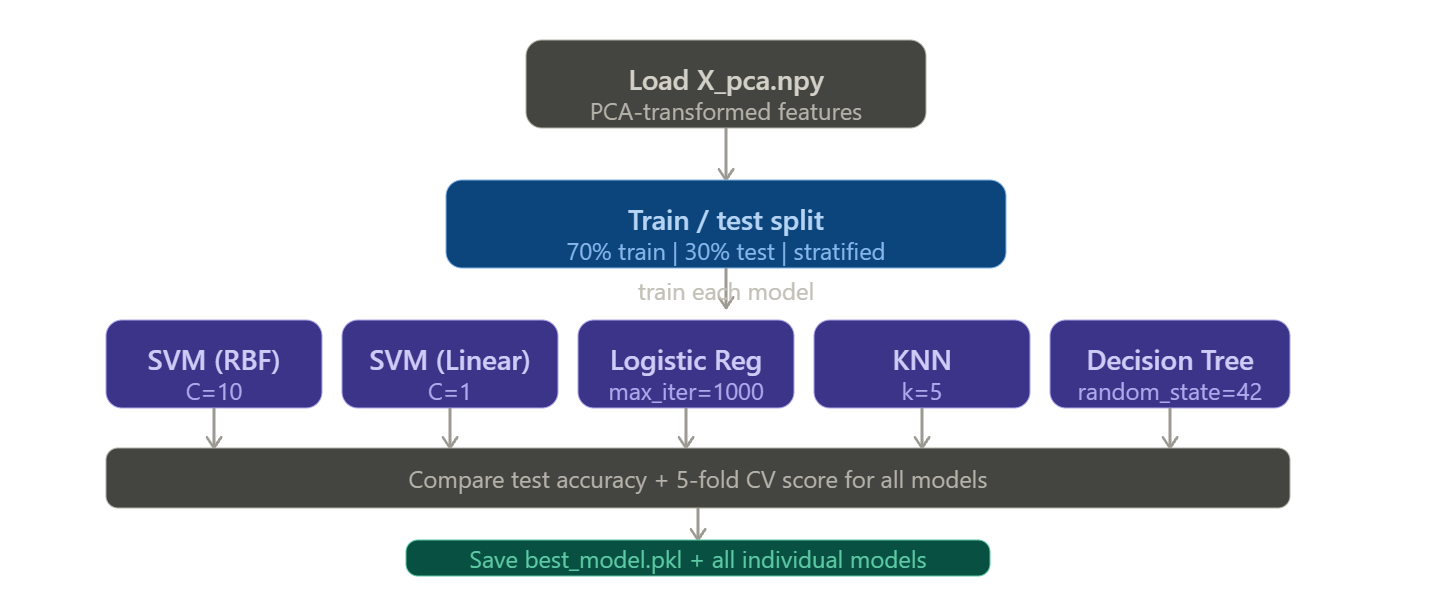 Load X_pca.npy
PCA-transformed features
Train / test split
70% train | 30% test | stratified
train each model
SVM (RBF)
C=10
SVM (Linear)
C=1
Logistic Reg
max_iter=1000
KNN
k=5
Decision Tree
random_state=42
Compare test accuracy + 5-fold CV score for all models
Save best_model.pkl + all individual models